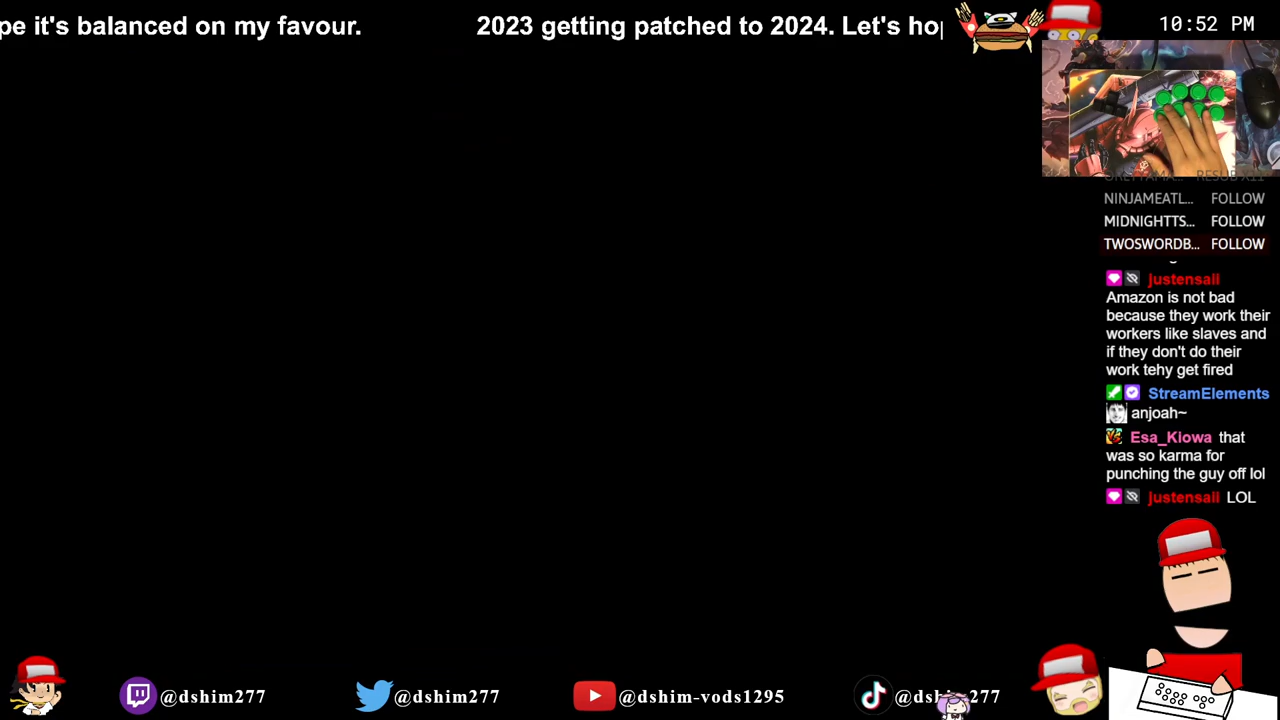 pe it's balanced on my favour.
2023 getting patched to 2024. Let's hop
10:52 PM
RESUB X11
NINJAMEATL... FOLLOW
MIDNIGHTTS... FOLLOW
TWOSWORDB... FOLLOW
justensall
Amazon is not bad
because they work their
workers like slaves and
if they don't do their
work tehy get fired
StreamElements
anjoah~
Esa_Kiowa that
was so karma for
punching the guy off lol
justensall LOL
@dshim277
@dshim277
@dshim-vods1295